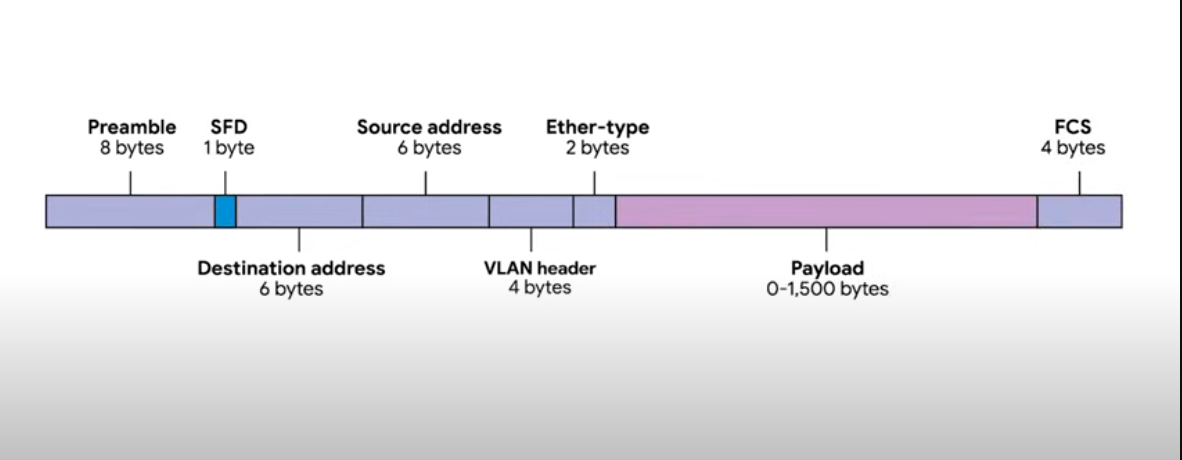 Preamble
8 bytes
SFD
1 byte
Source address
6 bytes
Ether-type
2 bytes
FCS
4 bytes
Destination address
6 bytes
VLAN header
4 bytes
Payload
0-1,500 bytes